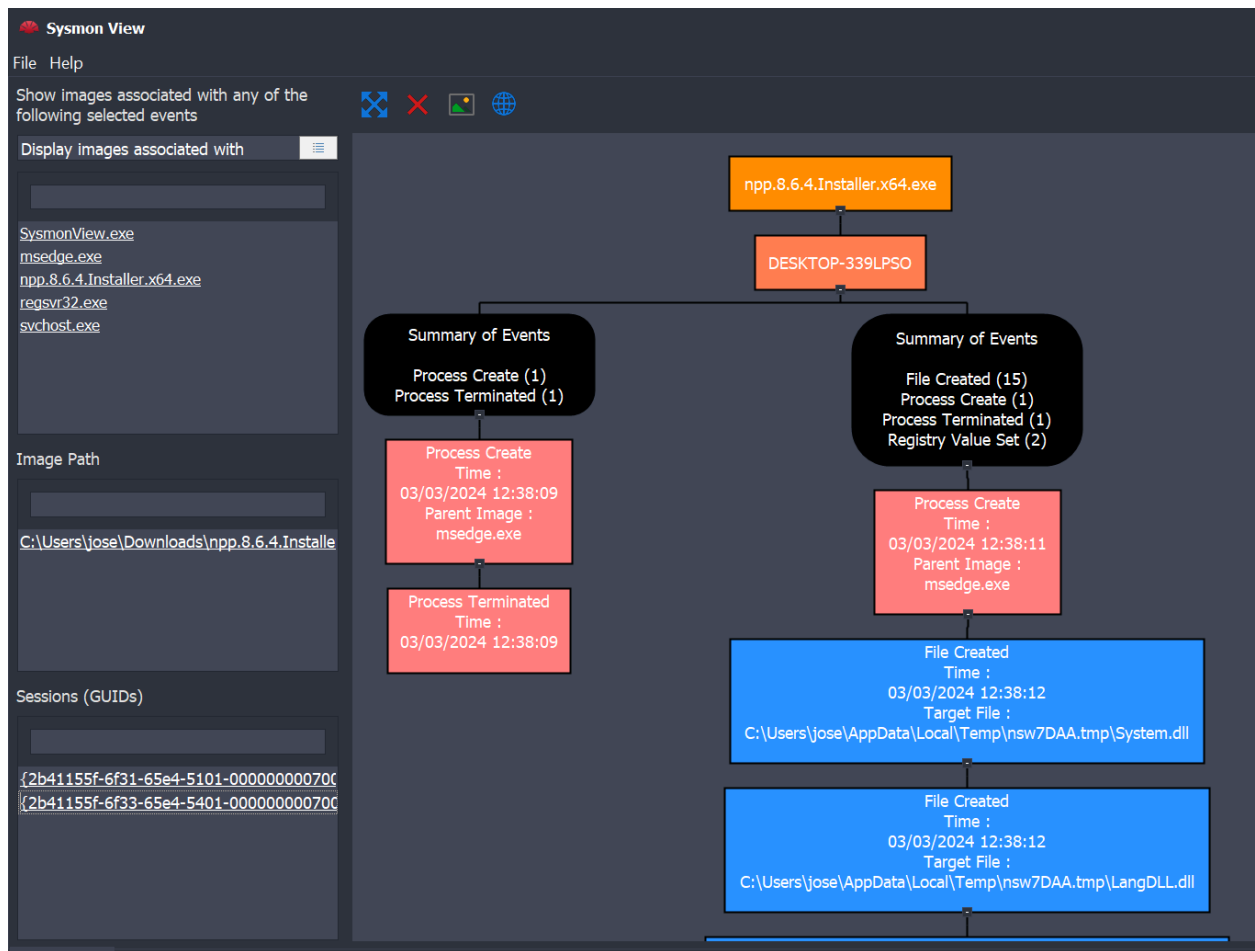 Sysmon View
File Help
Show images associated with any of the
following selected events
Display images associated with
SysmonView.exe
msedge.exe
npp.8.6.4.Installer.x64.exe
regsvr32.exe
svchost.exe
Image Path
C:\Users\jose\Downloads\npp.8.6.4.Installe
Sessions (GUIDs)
{2b41155f-6f31-65e4-5101-000000000700
{2b41155f-6f33-65e4-5401-000000000700
npp.8.6.4.Installer.x64.exe
DESKTOP-339LPSO
Summary of Events
Process Create (1)
Process Terminated (1)
Process Create
Time :
03/03/2024 12:38:09
Parent Image :
msedge.exe
Process Terminated
Time :
03/03/2024 12:38:09
Summary of Events
File Created (15)
Process Create (1)
Process Terminated (1)
Registry Value Set (2)
Process Create
Time :
03/03/2024 12:38:11
Parent Image :
msedge.exe
File Created
Time :
03/03/2024 12:38:12
Target File :
C:\Users\jose\AppData\Local\Temp\nsw7DAA.tmp\System.dll
File Created
Time :
03/03/2024 12:38:12
Target File :
C:\Users\jose\AppData\Local\Temp\nsw7DAA.tmp\LangDLL.dll